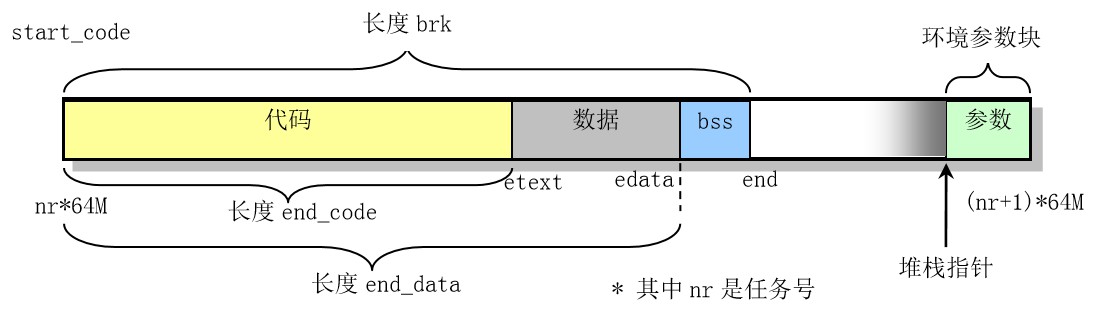 start_code
长度 brk
环境参数块
代码
数据
bss
参数
etext
edata
end
nr*64M
长度 end_code
(nr+1)*64M
长度 end_data
堆栈指针
* 其中 nr 是任务号